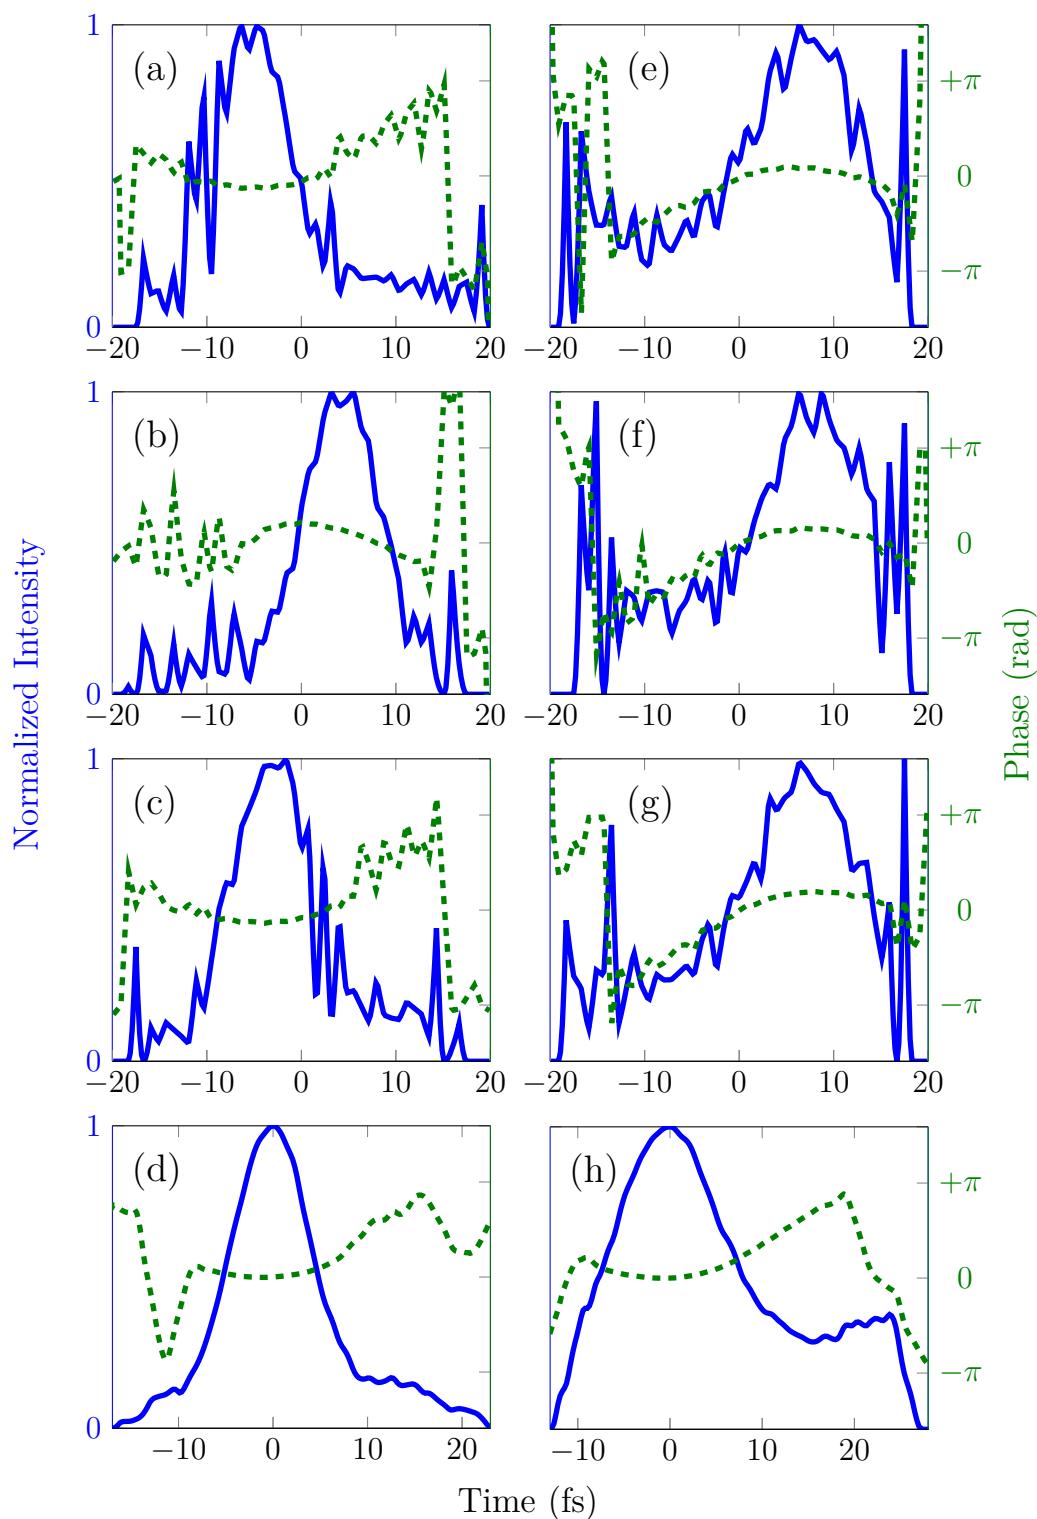 1
(a)
(e)
+π
0
−π
0
−20 −10 0 10 20
−20 −10 0 10 20
1
(b)
(f)
+π
0
−π
0
−20 −10 0 10 20
−20 −10 0 10 20
Normalized Intensity
Phase (rad)
1
(c)
(g)
+π
0
−π
0
−20 −10 0 10 20
−20 −10 0 10 20
1
(d)
(h)
+π
0
−π
0
−10 0 10 20
−10 0 10 20
Time (fs)